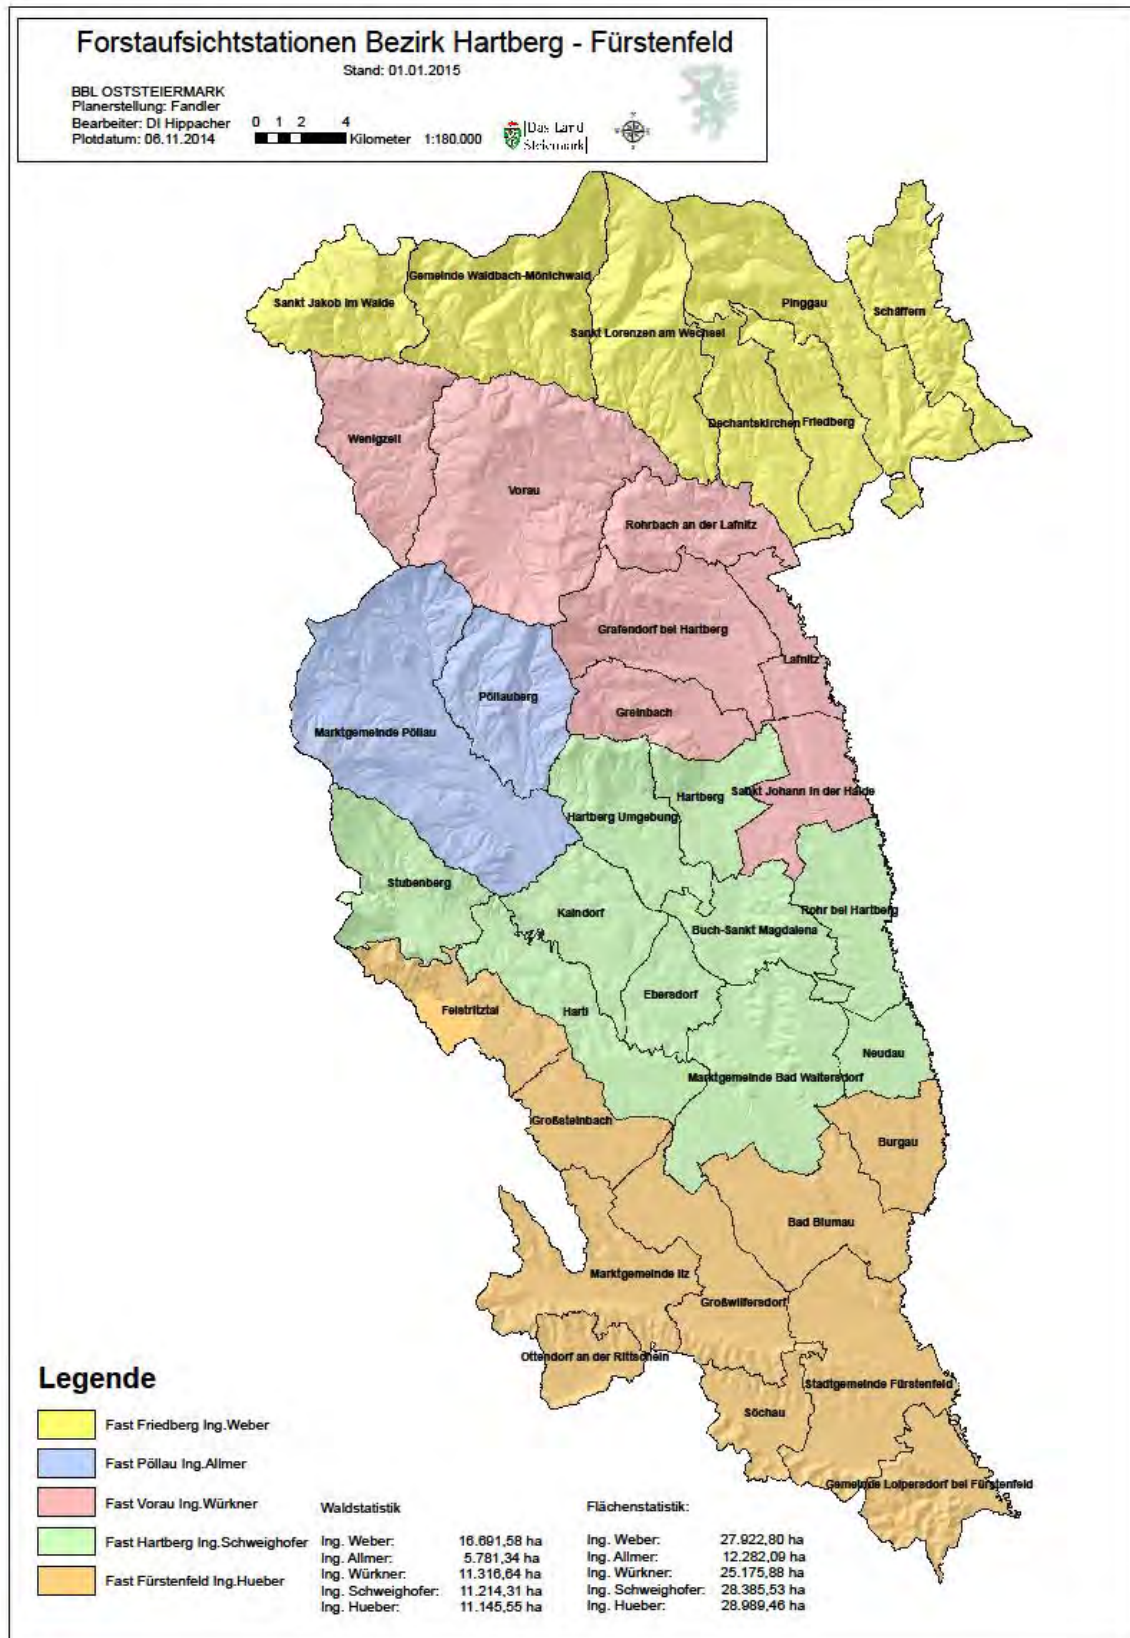 Forstaufsichtstationen Bezirk Hartberg - Fürstenfeld
Stand: 01.01.2015
BBL OSTSTEIERMARK
Planerstellung: Fandler
Bearbeiter: DI Hippacher
Plotdatum: 06.11.2014
0 1 2 4
Kilometer 1:180.000
Das Land
Steiermark
Gemeinde Waldbach-Mönichwald
Sankt Jakob im Walde
Pinggau
Schäffern
Sankt Lorenzen am Wechsel
Dechantskirchen
Friedberg
Wenigzell
Vorau
Rohrbach an der Lafnitz
Grafendorf bei Hartberg
Lafnitz
Pöllauberg
Greinbach
Marktgemeinde Pöllau
Sankt Johann in der Haide
Hartberg
Hartberg Umgebung
Stubenberg
Kaindorf
Rohr bei Hartberg
Buch-Sankt Magdalena
Ebersdorf
Feistritztal
Hartl
Neudau
Marktgemeinde Bad Waltersdorf
Großsteinbach
Burgau
Bad Blumau
Marktgemeinde Ilz
Großwilfersdorf
Ottendorf an der Rittschein
Stadtgemeinde Fürstenfeld
Söchau
Gemeinde Loipersdorf bei Fürstenfeld
Legende
Fast Friedberg Ing.Weber
Fast Pöllau Ing.Allmer
Fast Vorau Ing.Würkner
Fast Hartberg Ing.Schweighofer
Fast Fürstenfeld Ing.Hueber
Waldstatistik
Ing. Weber: 16.691,58 ha
Ing. Allmer: 5.781,34 ha
Ing. Würkner: 11.316,64 ha
Ing. Schweighofer: 11.214,31 ha
Ing. Hueber: 11.145,55 ha
Flächenstatistik:
Ing. Weber: 27.922,80 ha
Ing. Allmer: 12.282,09 ha
Ing. Würkner: 25.175,88 ha
Ing. Schweighofer: 28.385,53 ha
Ing. Hueber: 28.989,46 ha